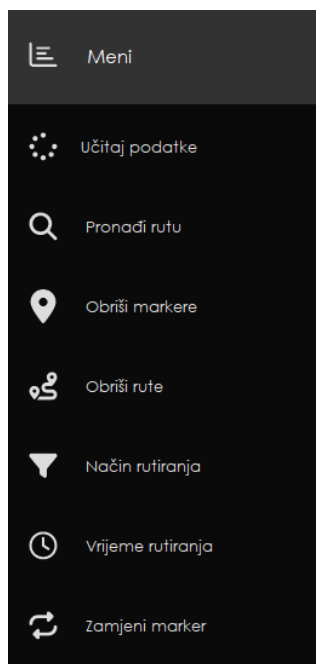 Meni
Učitaj podatke
Pronađi rutu
Obriši markere
Obriši rute
Način rutiranja
Vrijeme rutiranja
Zamjeni marker